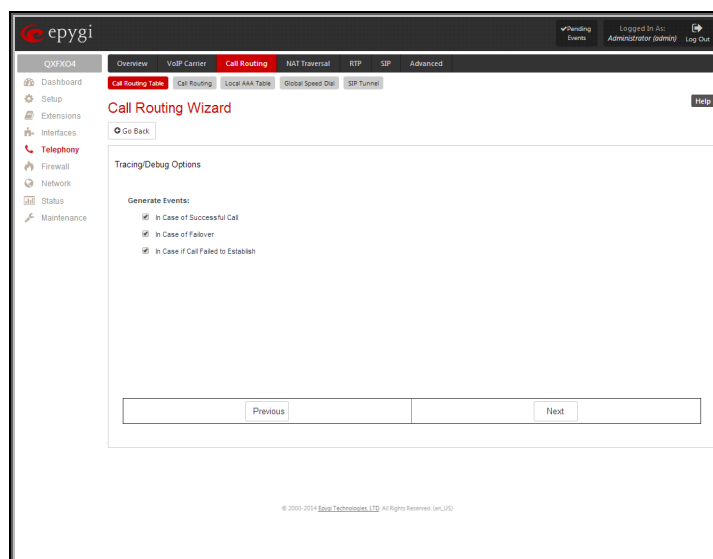 epygi
Pending Events
Logged In As:
Administrator (admin)
Log Out
QXFXO4
Overview VoIP Carrier Call Routing NAT Traversal RTP SIP Advanced
Dashboard
Setup
Extensions
Interfaces
Telephony
Firewall
Network
Status
Maintenance
Call Routing Table Call Routing Local AAA Table Global Speed Dial SIP Tunnel
Call Routing Wizard
Help
Go Back
Tracing/Debug Options
Generate Events:
In Case of Successful Call
In Case of Failover
In Case if Call Failed to Establish
Previous Next
© 2000-2014 Epygi Technologies, LTD. All Rights Reserved. (en_US)